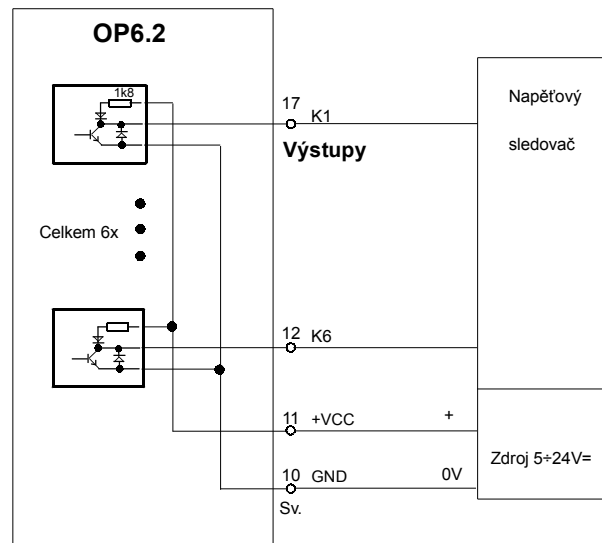 OP6.2
1k8
17
K1
Výstupy
Napěťový
sledovač
Celkem 6x
12
K6
11
+VCC
+
10
GND
0V
Zdroj 5÷24V=
Sv.